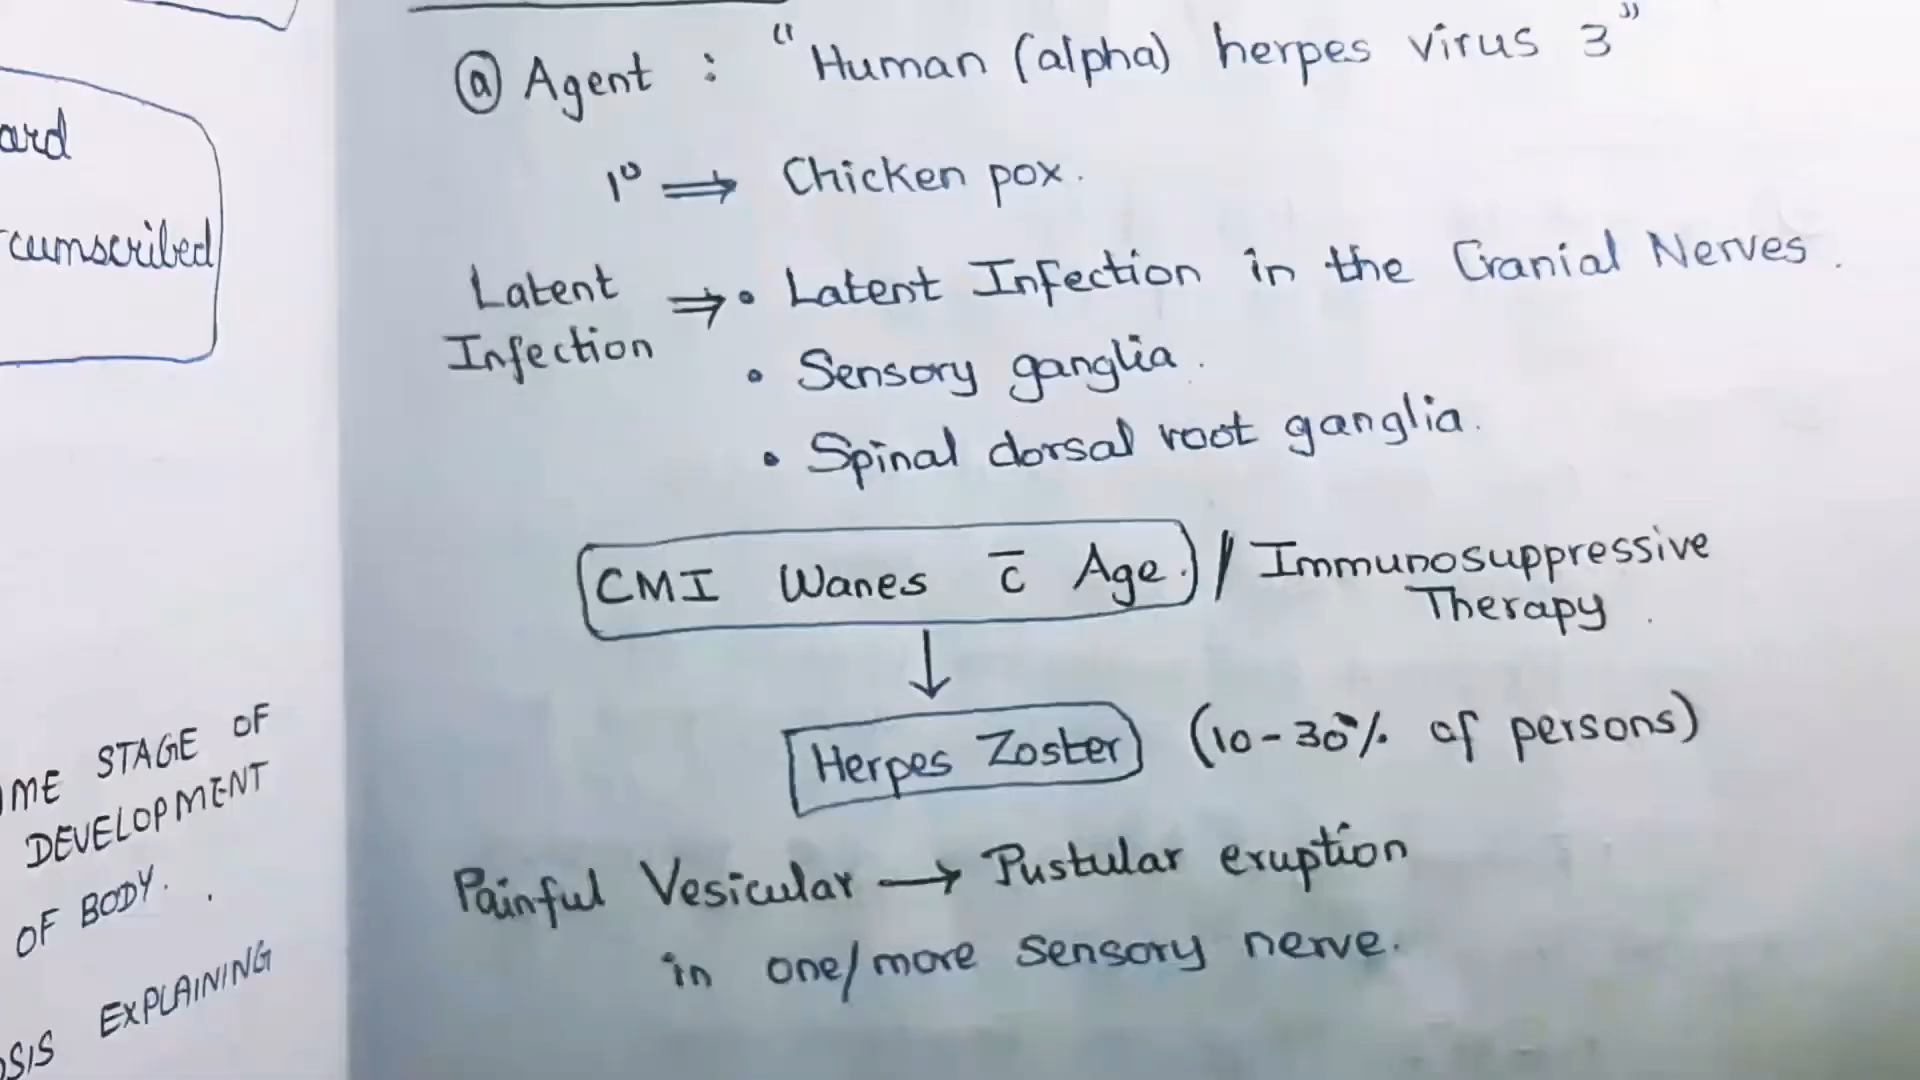 ard
cumscribed
ME STAGE OF
DEVELOPMENT
OF BODY.
EXPLAINING
ⓐ Agent : "Human (alpha) herpes virus 3"
1° ⟹ Chicken pox.
Latent Infection ⟹ • Latent Infection in the Cranial Nerves.
• Sensory ganglia.
• Spinal dorsal root ganglia.
CMI Wanes c̄ Age. / Immunosuppressive Therapy.
↓
Herpes Zoster (10-30% of persons)
Painful Vesicular → Pustular eruption
in one/more sensory nerve.